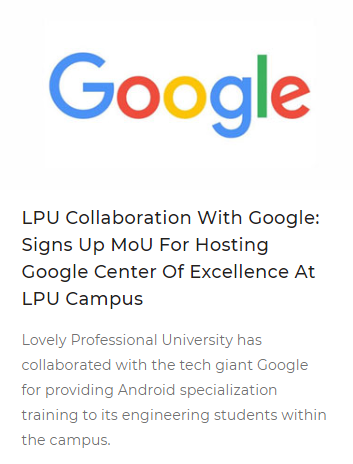 Google
LPU Collaboration With Google:
Signs Up MoU For Hosting
Google Center Of Excellence At
LPU Campus
Lovely Professional University has
collaborated with the tech giant Google
for providing Android specialization
training to its engineering students within
the campus.